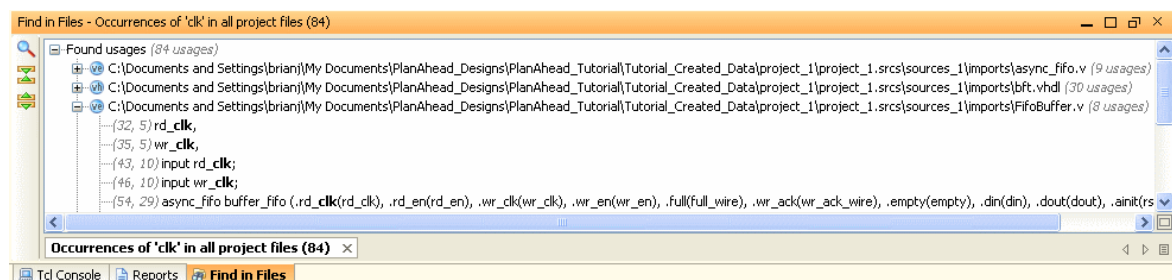 Find in Files - Occurrences of 'clk' in all project files (84)
Found usages (84 usages)
ve C:\Documents and Settings\brianj\My Documents\PlanAhead_Designs\PlanAhead_Tutorial\Tutorial_Created_Data\project_1\project_1.srcs\sources_1\imports\async_fifo.v (9 usages)
vh C:\Documents and Settings\brianj\My Documents\PlanAhead_Designs\PlanAhead_Tutorial\Tutorial_Created_Data\project_1\project_1.srcs\sources_1\imports\bft.vhdl (30 usages)
ve C:\Documents and Settings\brianj\My Documents\PlanAhead_Designs\PlanAhead_Tutorial\Tutorial_Created_Data\project_1\project_1.srcs\sources_1\imports\FifoBuffer.v (8 usages)
(32, 5) rd_clk,
(35, 5) wr_clk,
(43, 10) input rd_clk;
(46, 10) input wr_clk;
(54, 29) async_fifo buffer_fifo (.rd_clk(rd_clk), .rd_en(rd_en), .wr_clk(wr_clk), .wr_en(wr_en), .full(full_wire), .wr_ack(wr_ack_wire), .empty(empty), .din(din), .dout(dout), .ainit(rs
Occurrences of 'clk' in all project files (84)
Tcl Console Reports Find in Files